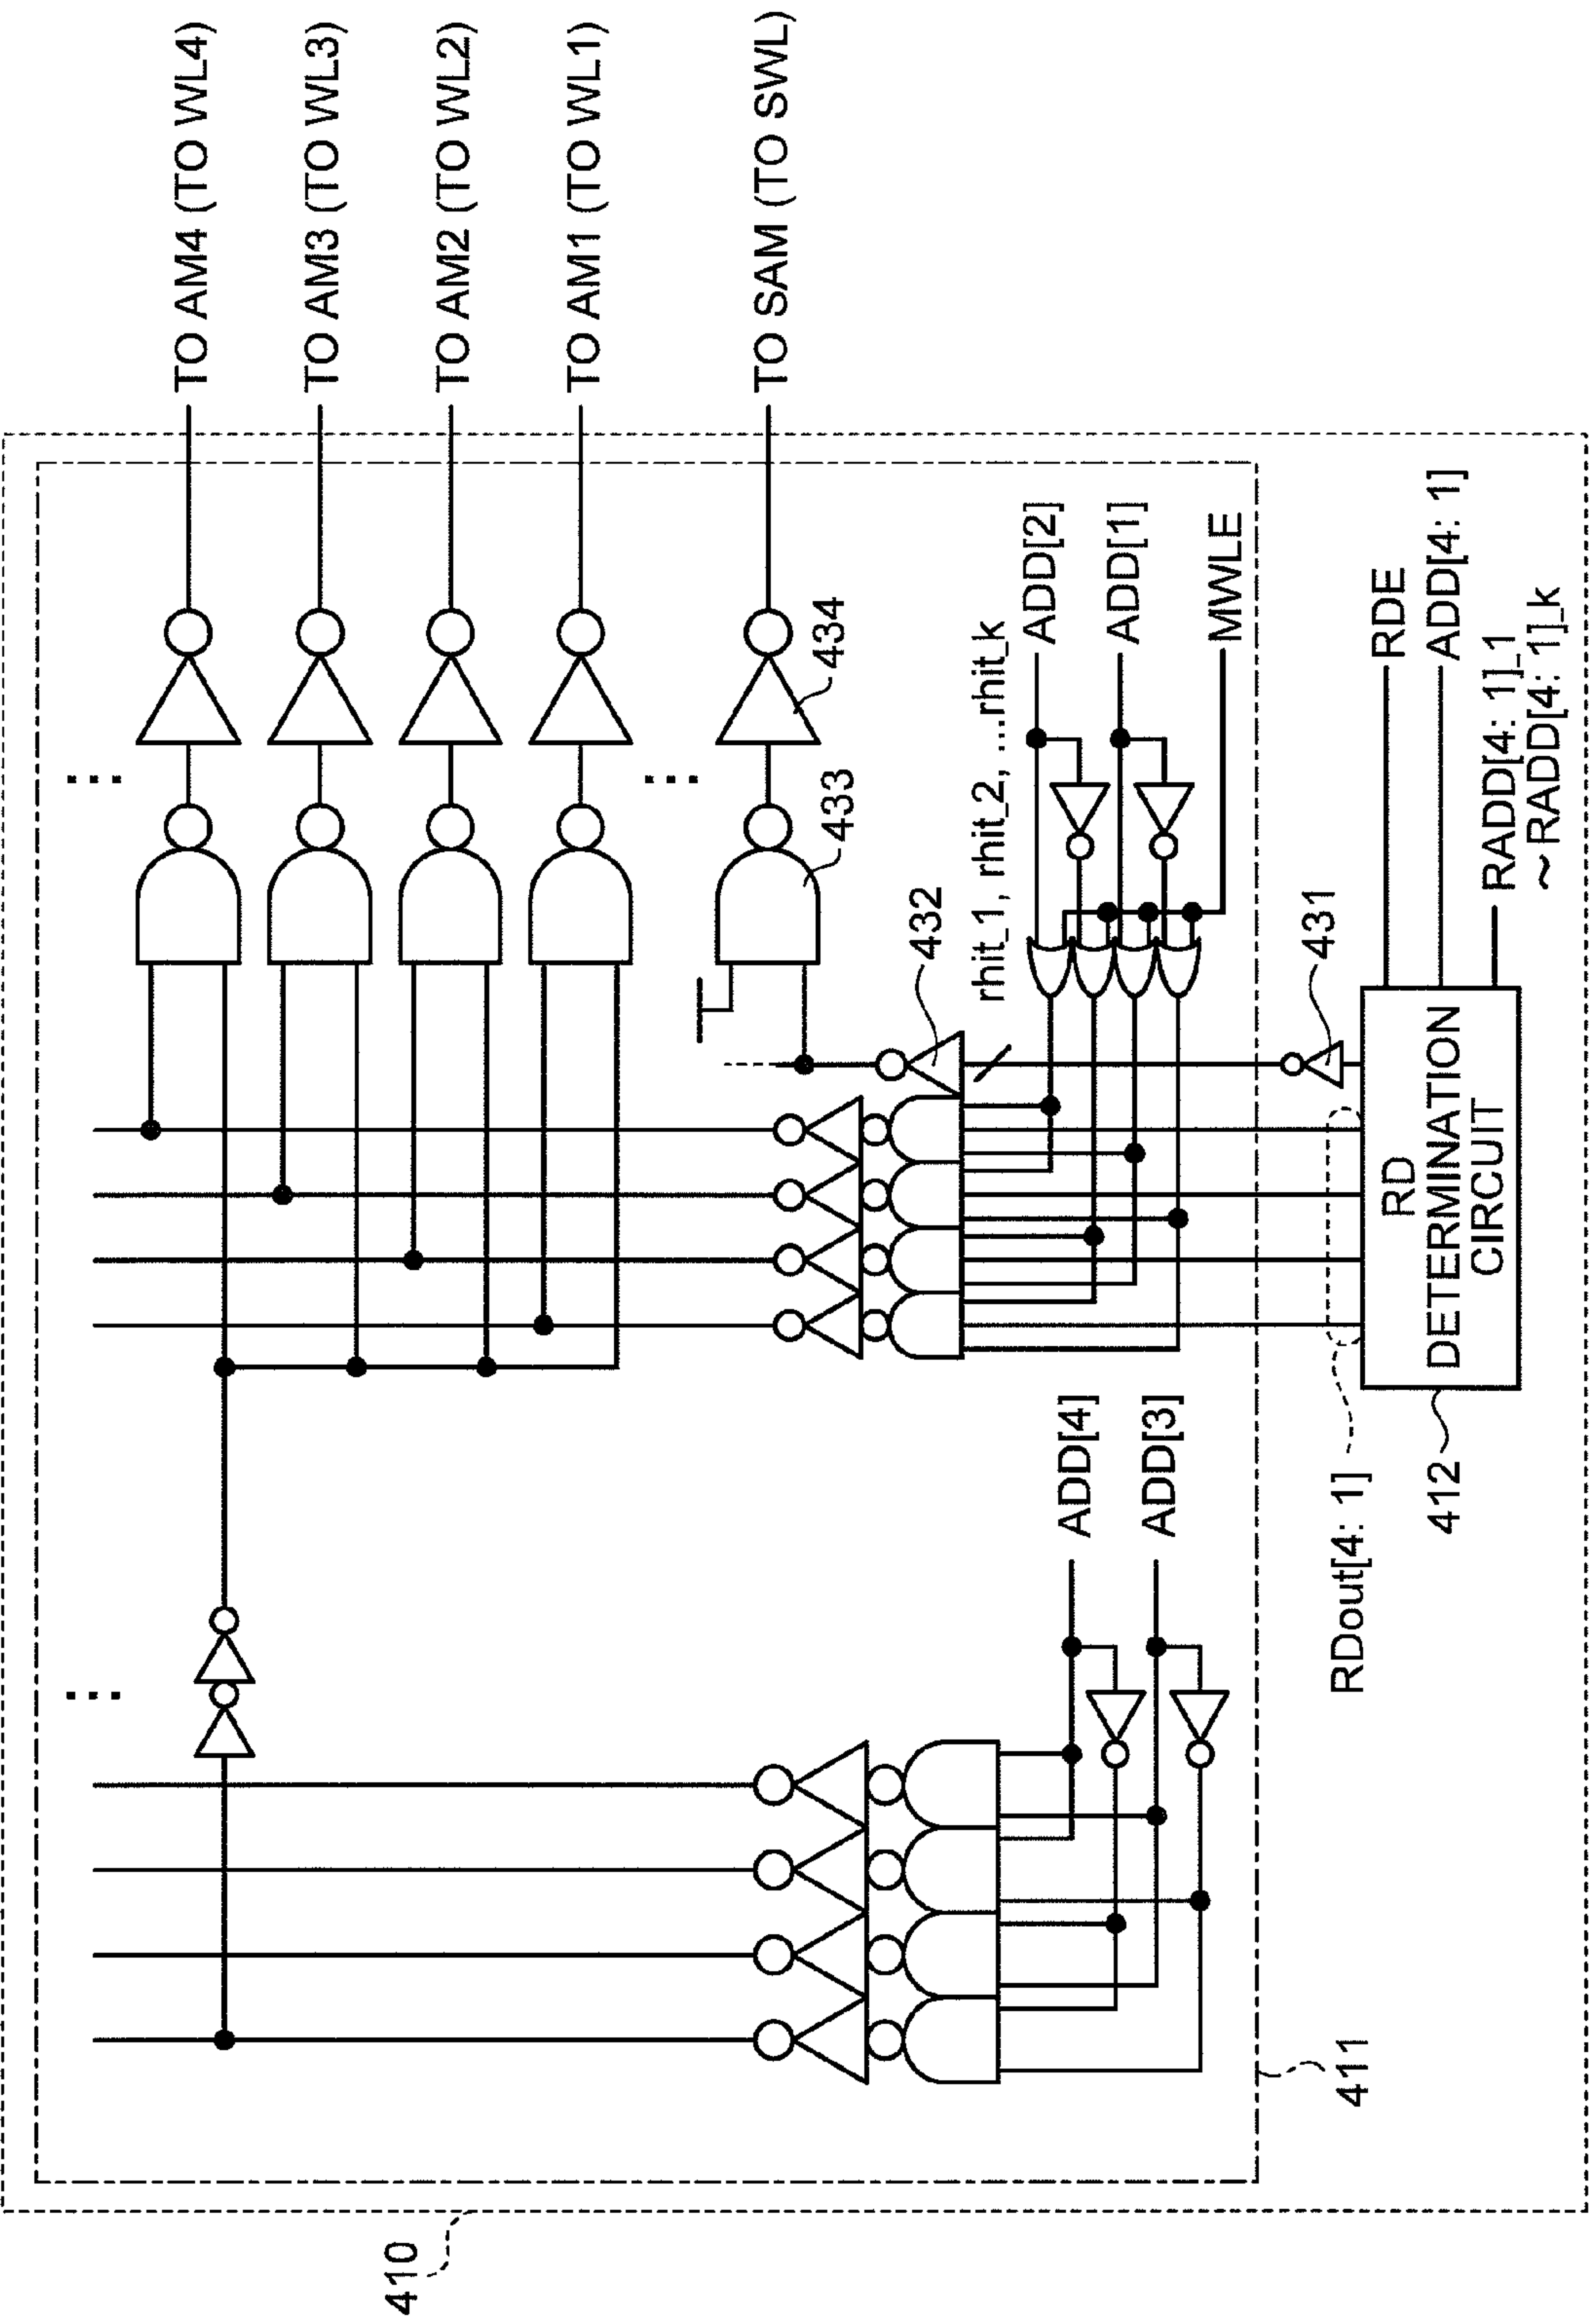 TO AM4 (TO WL4)
TO AM3 (TO WL3)
TO AM2 (TO WL2)
TO AM1 (TO WL1)
TO SAM (TO SWL)
434
433
432
rhit_1, rhit_2, ...rhit_k
ADD[2]
ADD[1]
MWLE
431
RDE
ADD[4: 1]
RADD[4: 1]_1
~RADD[4: 1]_k
RD
DETERMINATION
CIRCUIT
ADD[4]
ADD[3]
RDout[4: 1]
412
411
410